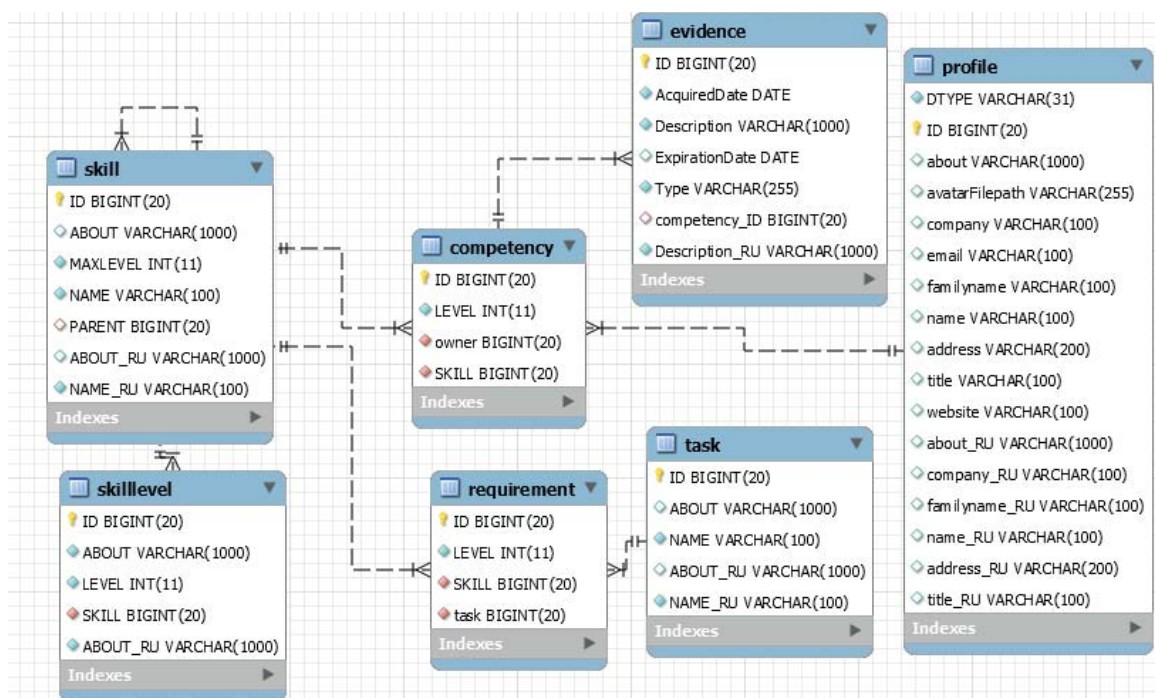 evidence
ID BIGINT(20)
AcquiredDate DATE
Description VARCHAR(1000)
ExpirationDate DATE
Type VARCHAR(255)
competency_ID BIGINT(20)
Description_RU VARCHAR(1000)
Indexes
profile
DTYPE VARCHAR(31)
ID BIGINT(20)
about VARCHAR(1000)
avatarFilepath VARCHAR(255)
company VARCHAR(100)
email VARCHAR(100)
familyname VARCHAR(100)
name VARCHAR(100)
address VARCHAR(200)
title VARCHAR(100)
website VARCHAR(100)
about_RU VARCHAR(1000)
company_RU VARCHAR(100)
familyname_RU VARCHAR(100)
name_RU VARCHAR(100)
address_RU VARCHAR(200)
title_RU VARCHAR(100)
Indexes
skill
ID BIGINT(20)
ABOUT VARCHAR(1000)
MAXLEVEL INT(11)
NAME VARCHAR(100)
PARENT BIGINT(20)
ABOUT_RU VARCHAR(1000)
NAME_RU VARCHAR(100)
Indexes
competency
ID BIGINT(20)
LEVEL INT(11)
owner BIGINT(20)
SKILL BIGINT(20)
Indexes
skilllevel
ID BIGINT(20)
ABOUT VARCHAR(1000)
LEVEL INT(11)
SKILL BIGINT(20)
ABOUT_RU VARCHAR(1000)
Indexes
requirement
ID BIGINT(20)
LEVEL INT(11)
SKILL BIGINT(20)
task BIGINT(20)
Indexes
task
ID BIGINT(20)
ABOUT VARCHAR(1000)
NAME VARCHAR(100)
ABOUT_RU VARCHAR(1000)
NAME_RU VARCHAR(100)
Indexes